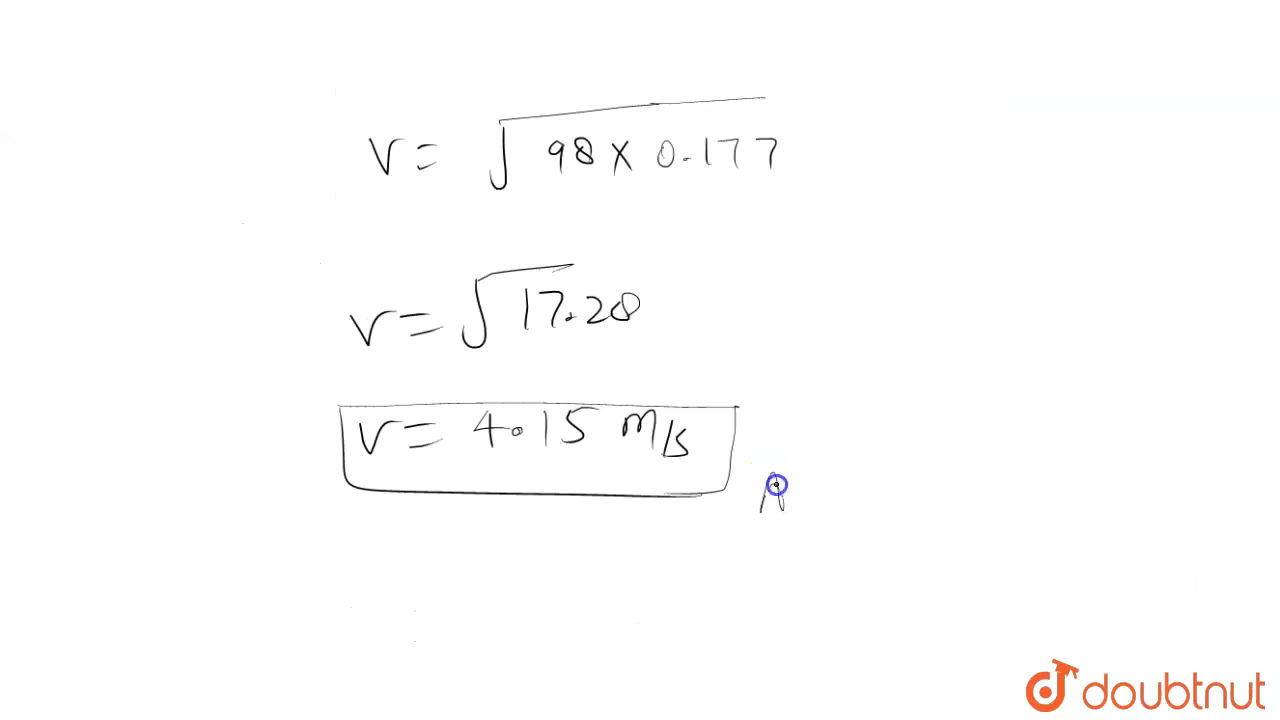 V = √98 × 0.177
V = √17.28
V = 4.15 m/s
A
doubtnut